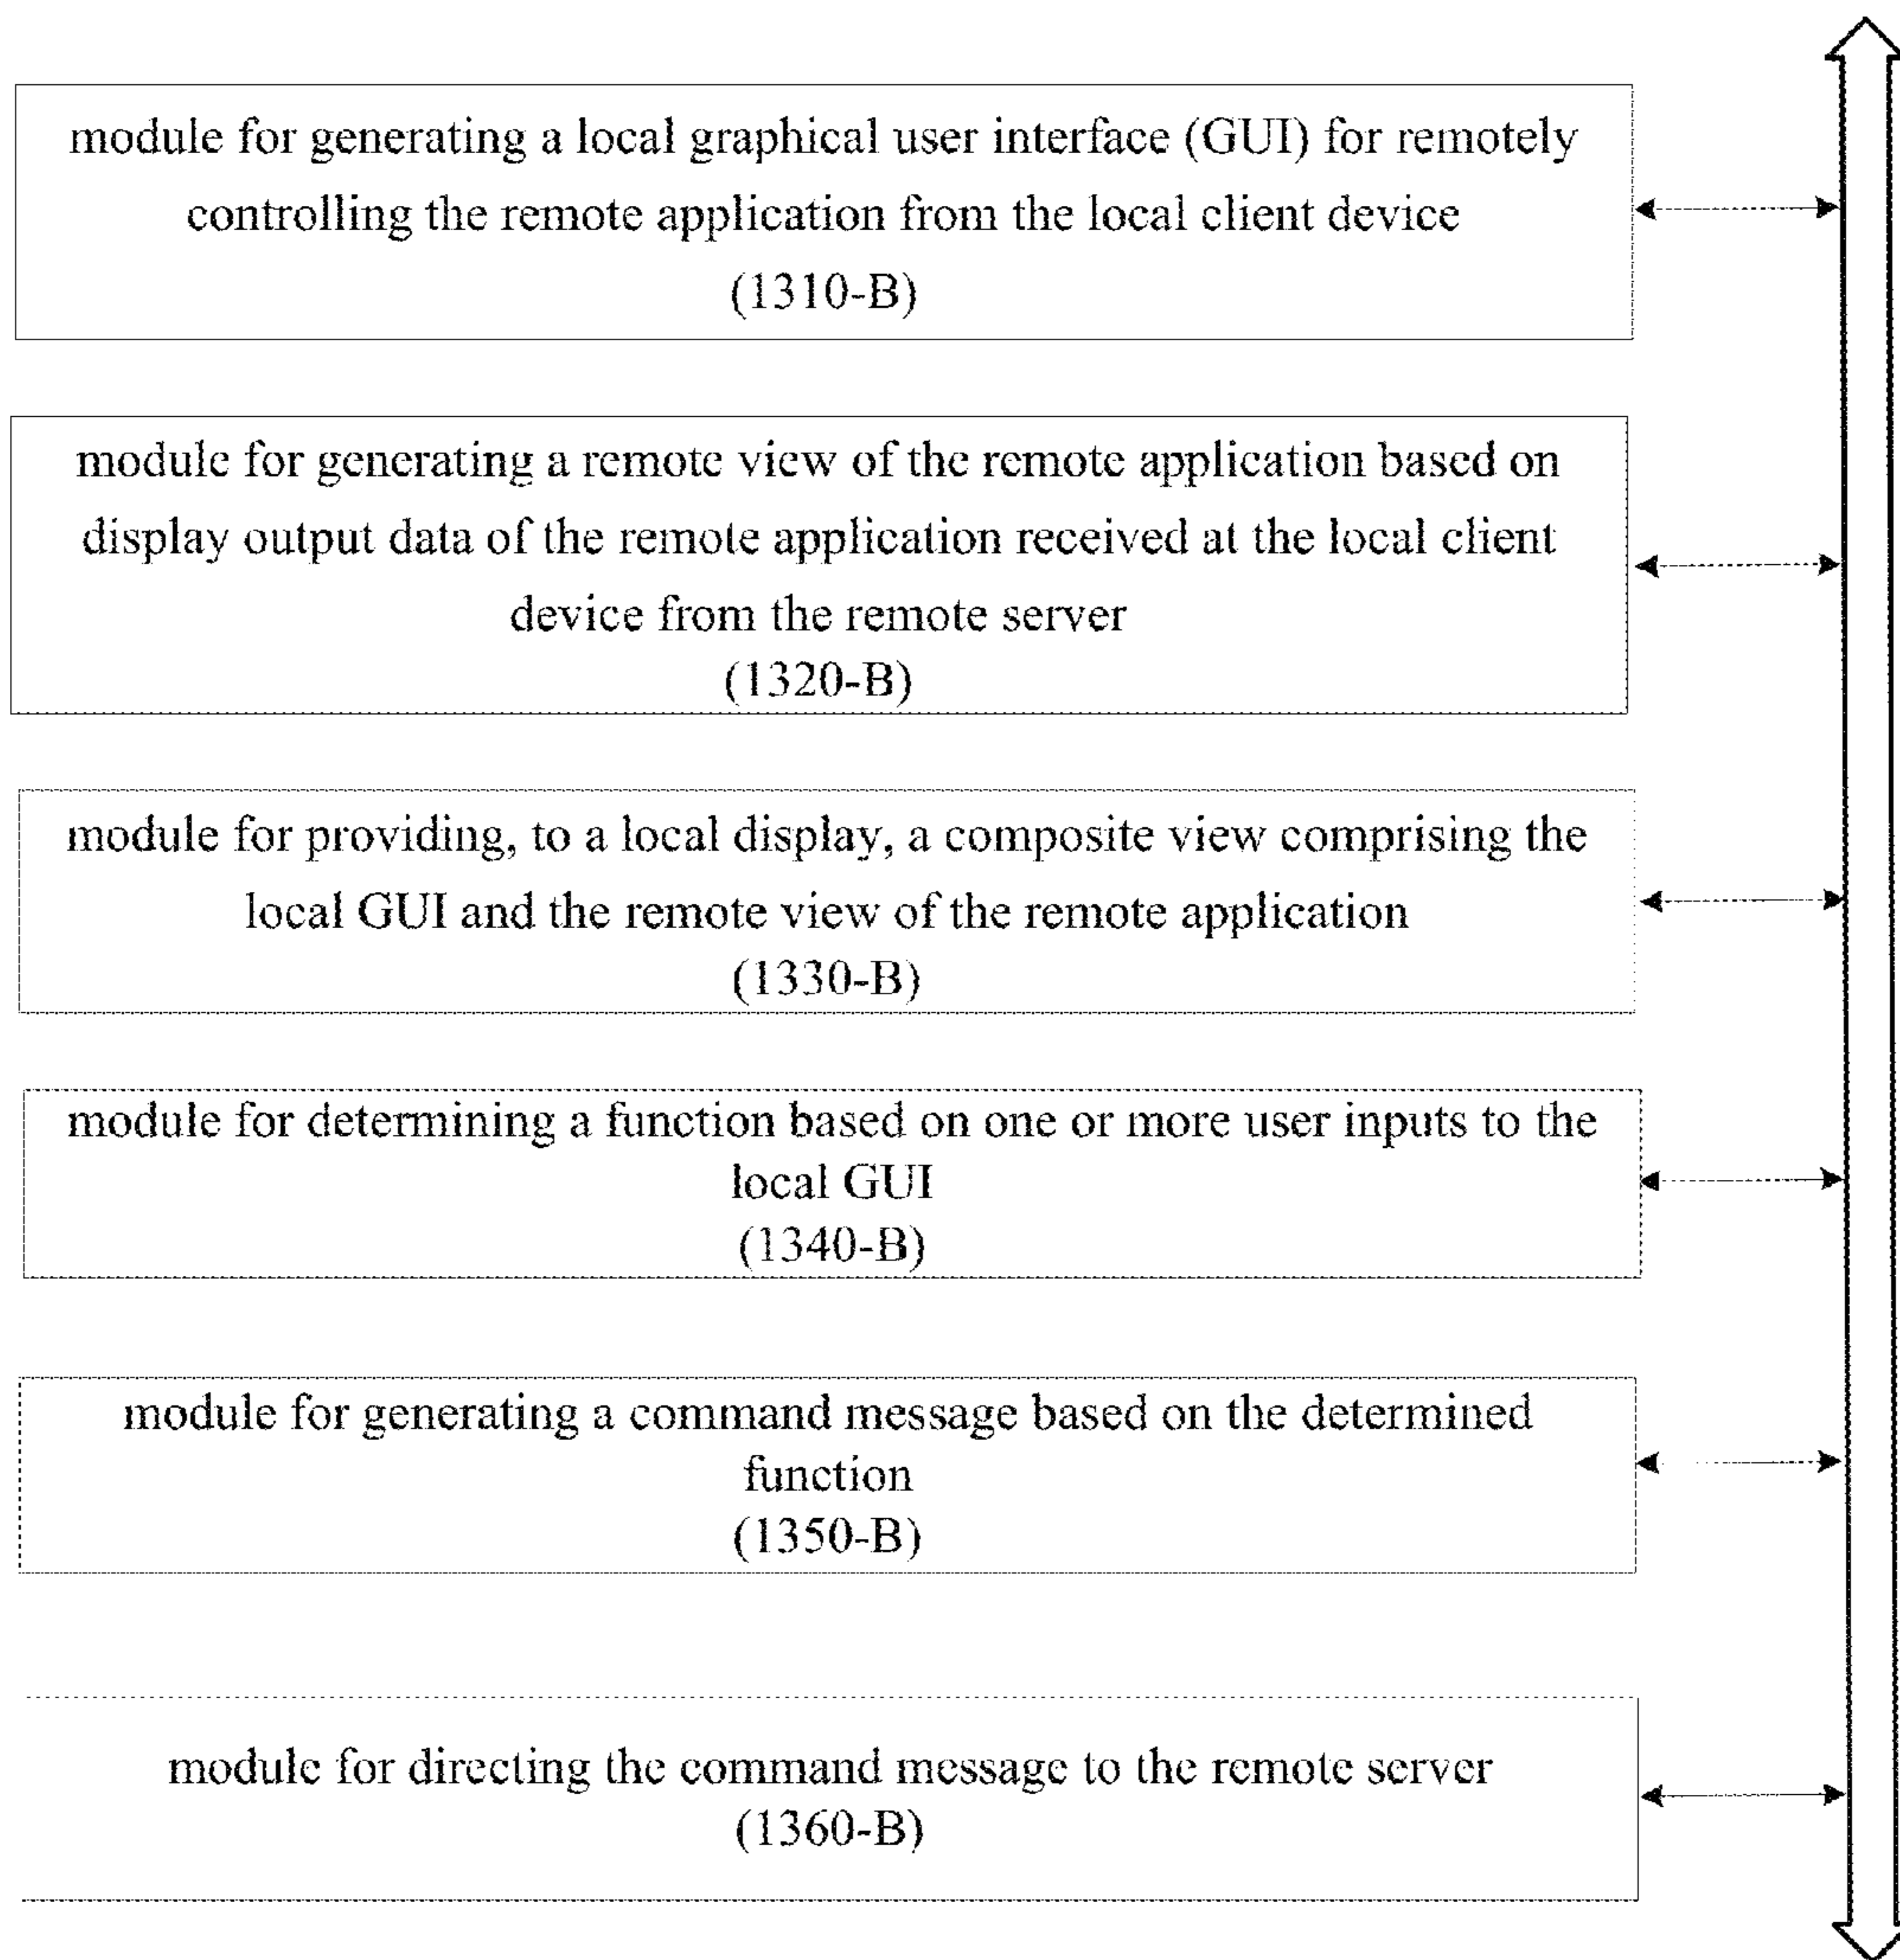 module for generating a local graphical user interface (GUI) for remotely
controlling the remote application from the local client device
(1310-B)
module for generating a remote view of the remote application based on
display output data of the remote application received at the local client
device from the remote server
(1320-B)
module for providing, to a local display, a composite view comprising the
local GUI and the remote view of the remote application
(1330-B)
module for determining a function based on one or more user inputs to the
local GUI
(1340-B)
module for generating a command message based on the determined
function
(1350-B)
module for directing the command message to the remote server
(1360-B)